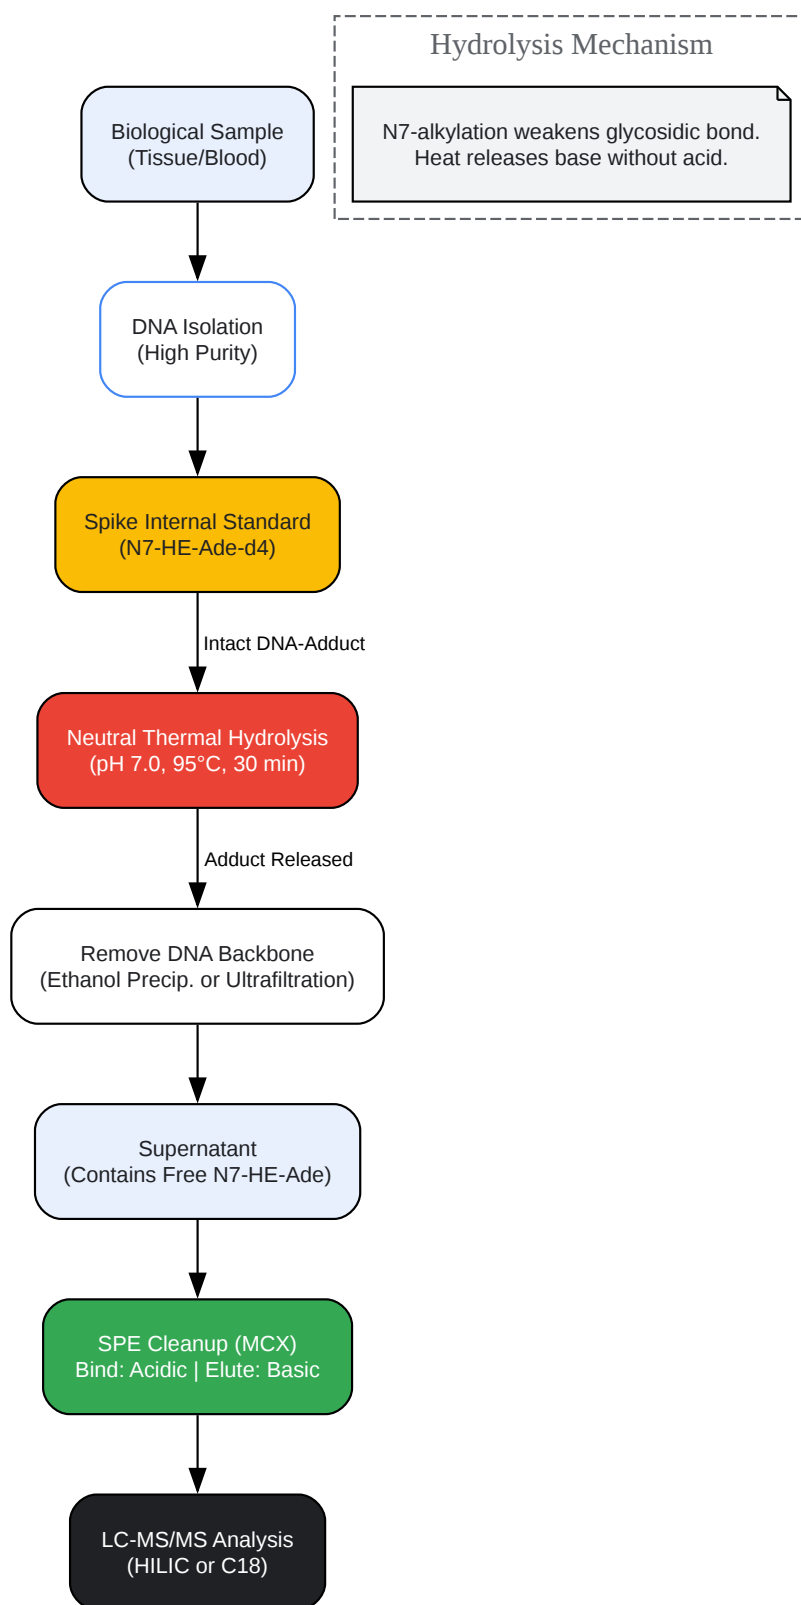 Hydrolysis Mechanism
N7-alkylation weakens glycosidic bond.
Heat releases base without acid.
Biological Sample
(Tissue/Blood)
DNA Isolation
(High Purity)
Spike Internal Standard
(N7-HE-Ade-d4)
Intact DNA-Adduct
Neutral Thermal Hydrolysis
(pH 7.0, 95°C, 30 min)
Adduct Released
Remove DNA Backbone
(Ethanol Precip. or Ultrafiltration)
Supernatant
(Contains Free N7-HE-Ade)
SPE Cleanup (MCX)
Bind: Acidic | Elute: Basic
LC-MS/MS Analysis
(HILIC or C18)